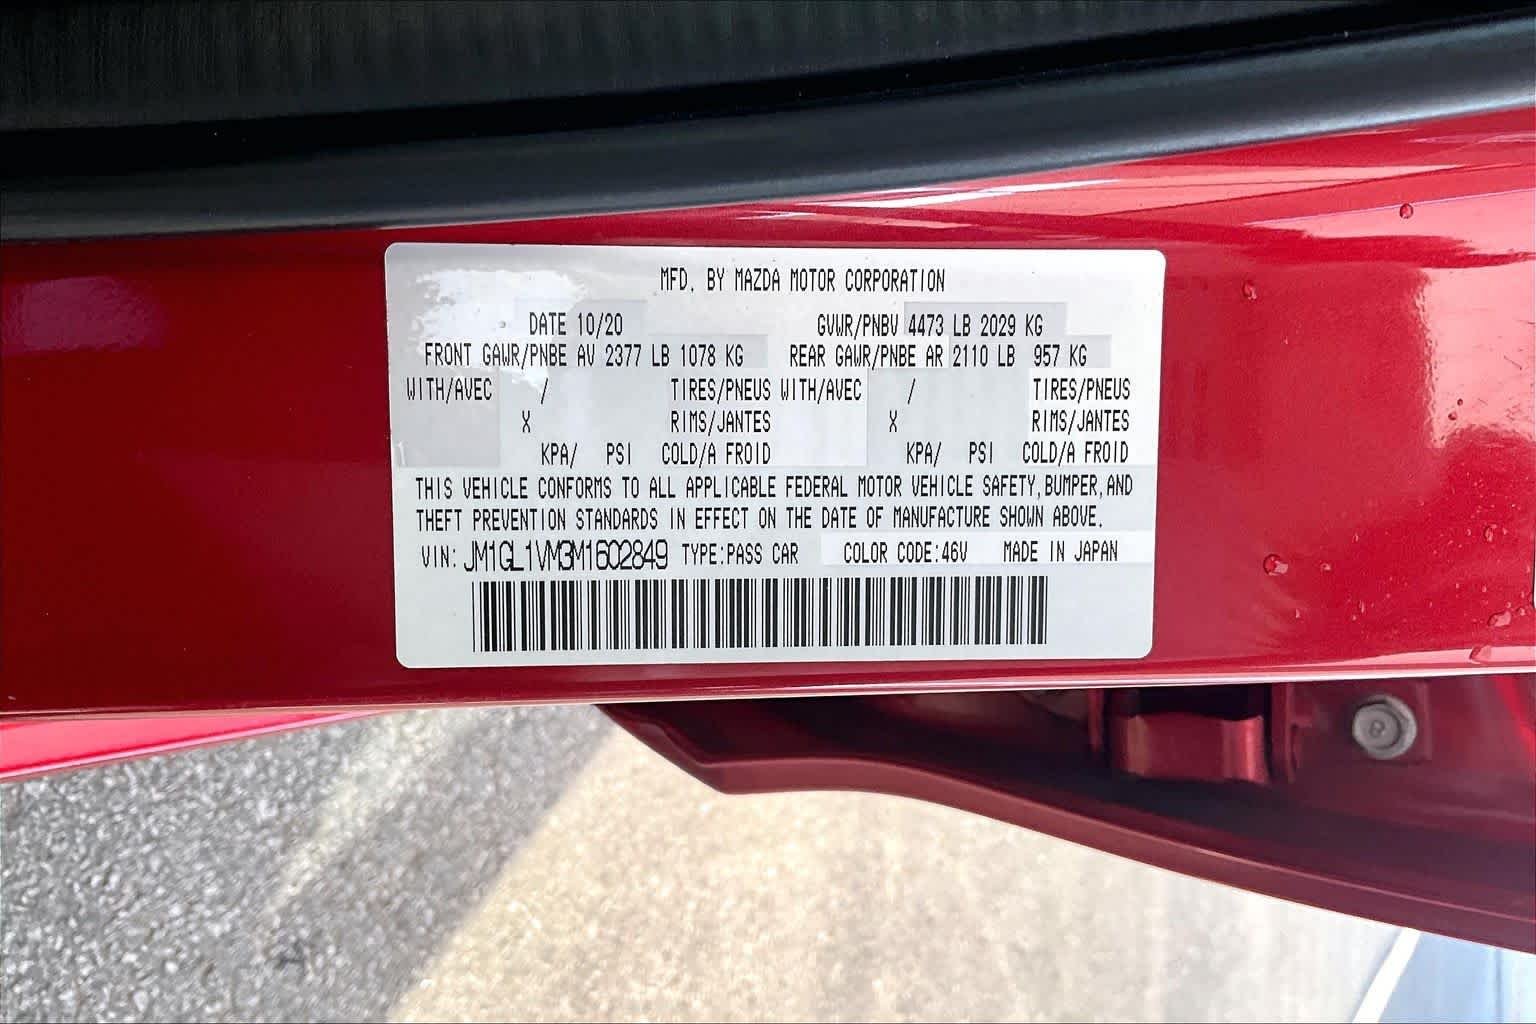 MFD. BY MAZDA MOTOR CORPORATION
DATE 10/20 GVWR/PNBV 4473 LB 2029 KG
FRONT GAWR/PNBE AV 2377 LB 1078 KG REAR GAWR/PNBE AR 2110 LB 957 KG
WITH/AVEC / TIRES/PNEUS WITH/AVEC / TIRES/PNEUS
X RIMS/JANTES X RIMS/JANTES
KPA/ PSI COLD/A FROID KPA/ PSI COLD/A FROID
THIS VEHICLE CONFORMS TO ALL APPLICABLE FEDERAL MOTOR VEHICLE SAFETY,BUMPER,AND
THEFT PREVENTION STANDARDS IN EFFECT ON THE DATE OF MANUFACTURE SHOWN ABOVE.
VIN: JM1GL1VM3M1602849 TYPE:PASS CAR COLOR CODE:46V MADE IN JAPAN
8